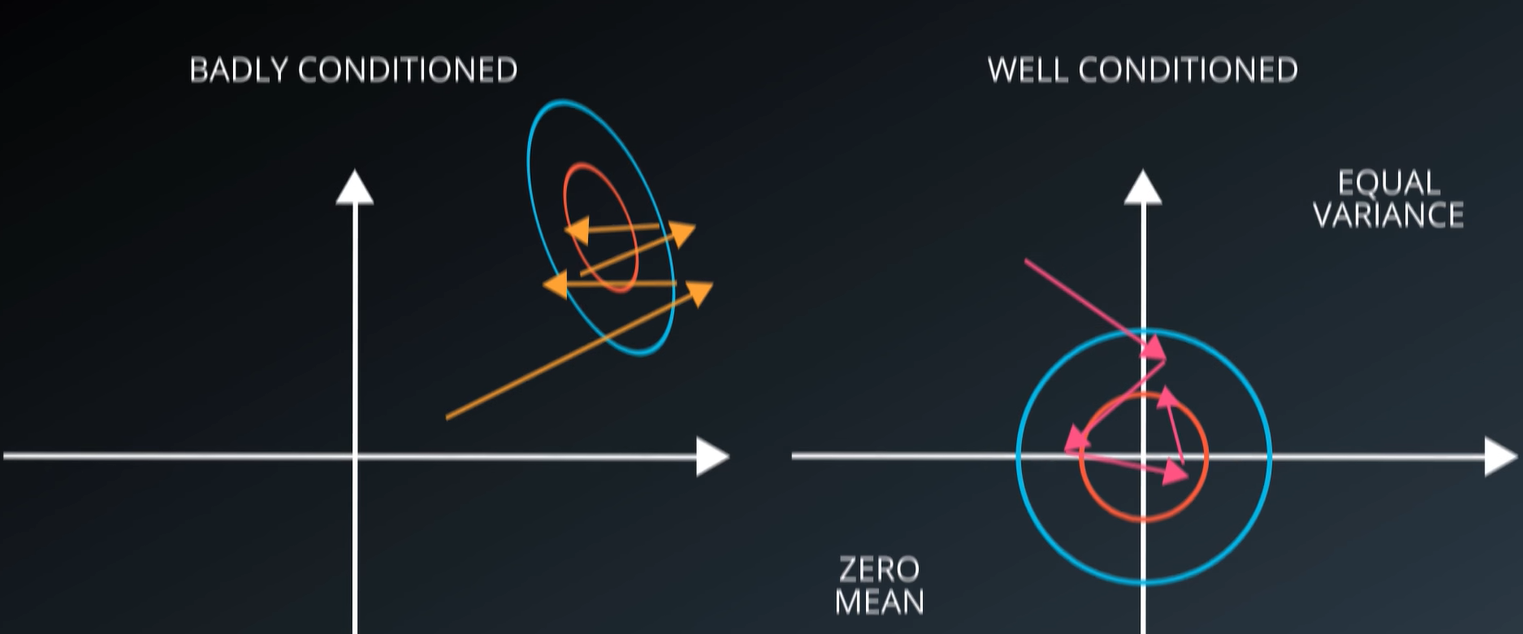 BADLY CONDITIONED
WELL CONDITIONED
EQUAL
VARIANCE
ZERO
MEAN